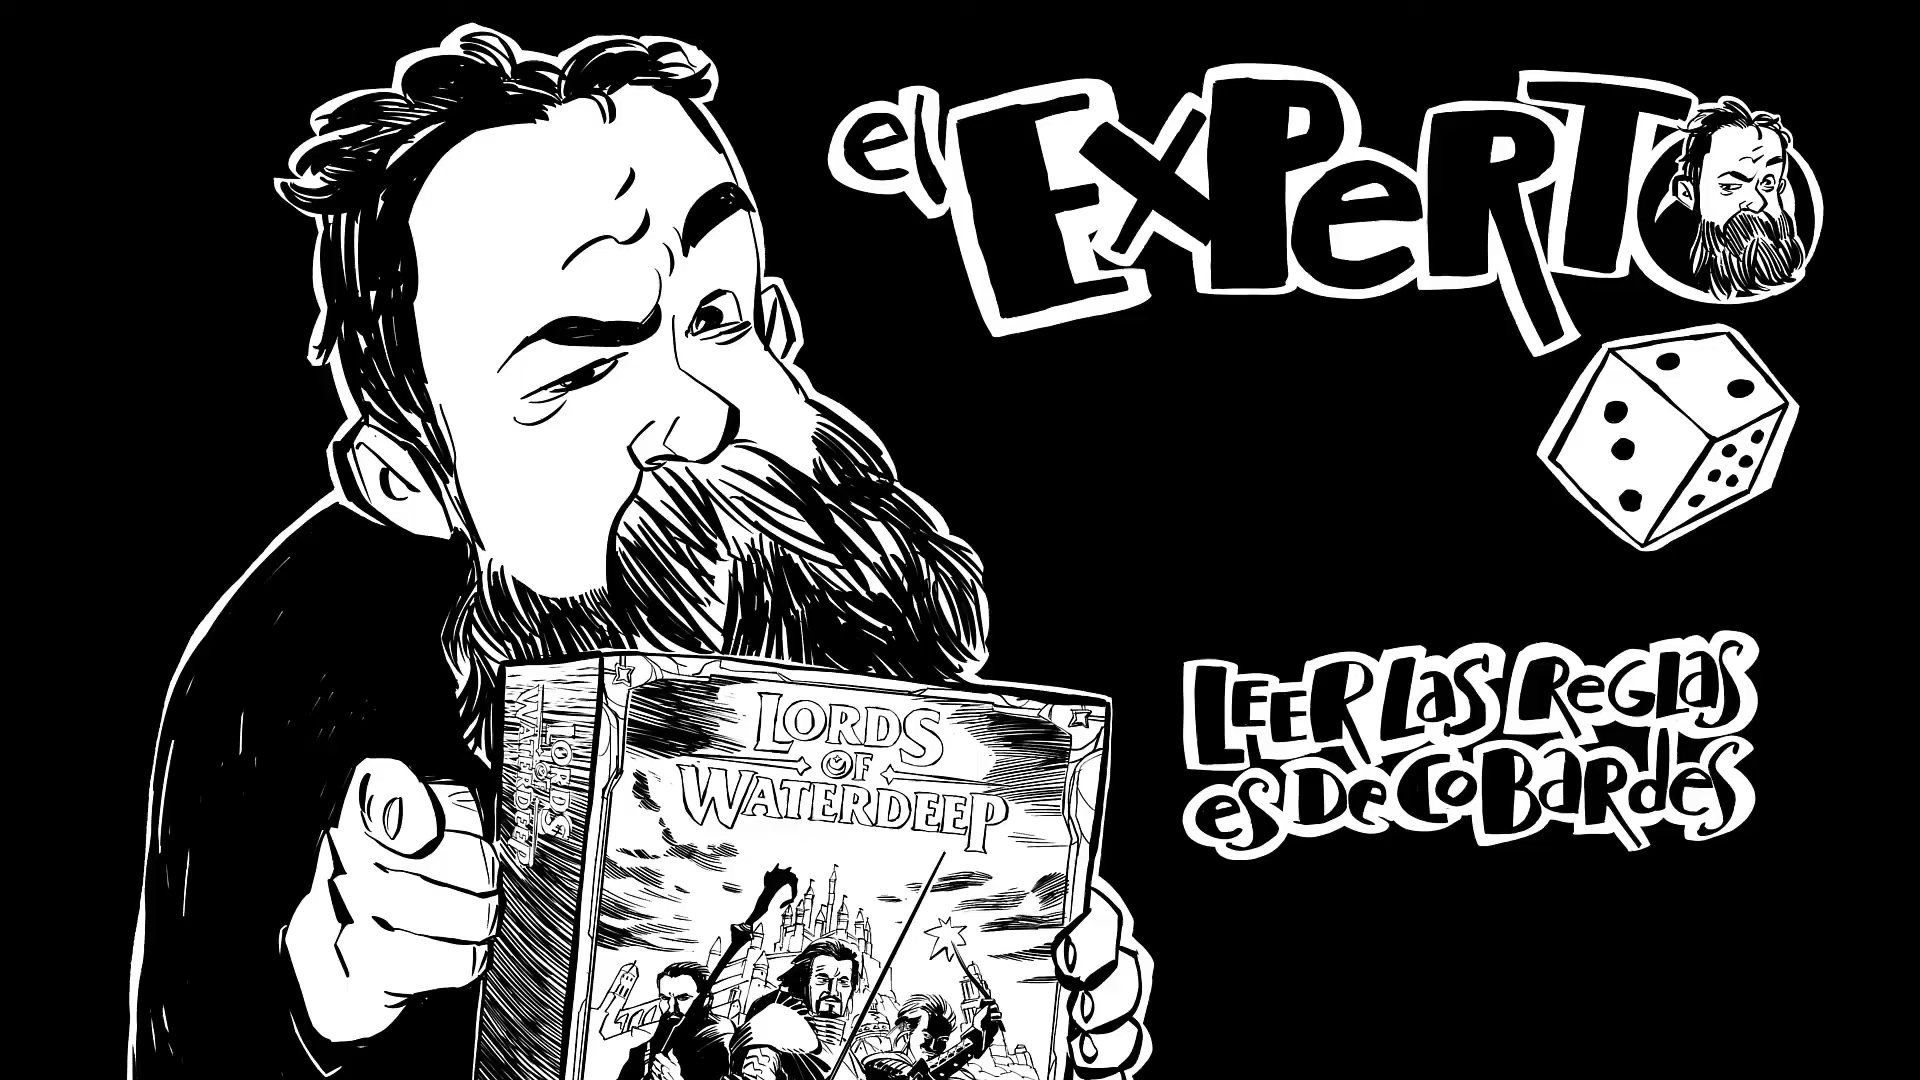 el EXPERTO
LEER LAS REGLAS
ES DE COBARDES
LORDS
OF
WATERDEEP
LORDS
OF
WATERDEEP